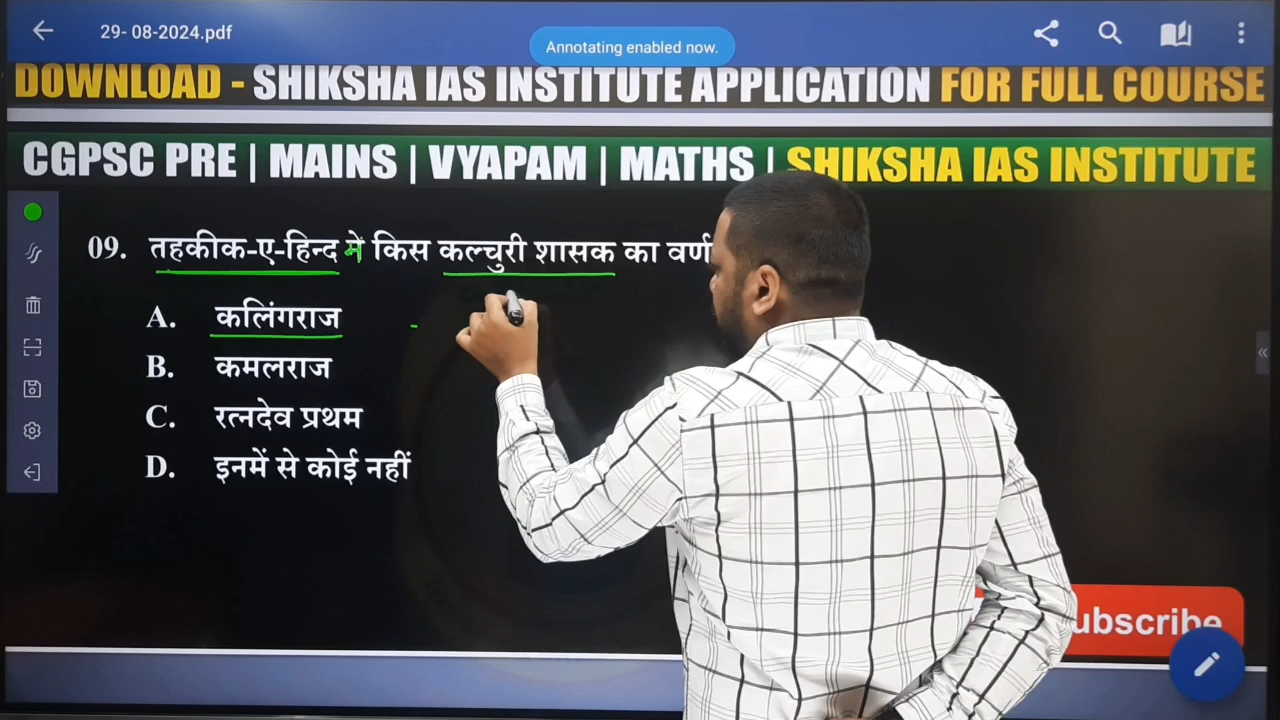 29- 08-2024.pdf
Annotating enabled now.
DOWNLOAD - SHIKSHA IAS INSTITUTE APPLICATION FOR FULL COURSE
CGPSC PRE | MAINS | VYAPAM | MATHS | SHIKSHA IAS INSTITUTE
09. तहकीक-ए-हिन्द में किस कल्चुरी शासक का
A. कलिंगराज
B. कमलराज
C. रत्नदेव प्रथम
D. इनमें से कोई नहीं